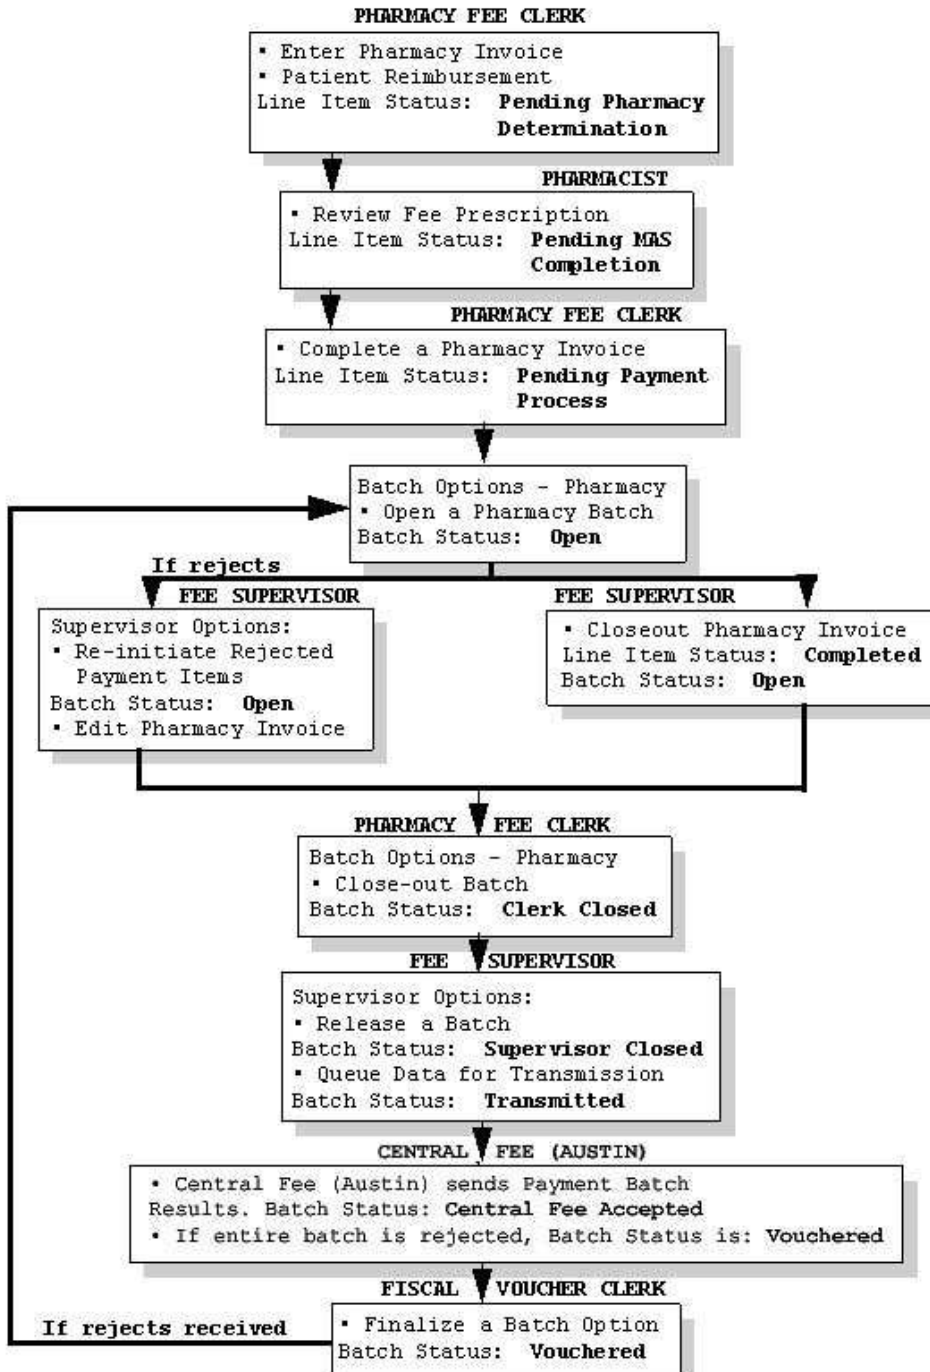 PHARMACY FEE CLERK
▪ Enter Pharmacy Invoice
▪ Patient Reimbursement
Line Item Status: Pending Pharmacy
Determination
PHARMACIST
▪ Review Fee Prescription
Line Item Status: Pending MAS
Completion
PHARMACY FEE CLERK
▪ Complete a Pharmacy Invoice
Line Item Status: Pending Payment
Process
Batch Options - Pharmacy
▪ Open a Pharmacy Batch
Batch Status: Open
If rejects
FEE SUPERVISOR
Supervisor Options:
▪ Re-initiate Rejected
Payment Items
Batch Status: Open
▪ Edit Pharmacy Invoice
FEE SUPERVISOR
▪ Closeout Pharmacy Invoice
Line Item Status: Completed
Batch Status: Open
PHARMACY FEE CLERK
Batch Options - Pharmacy
▪ Close-out Batch
Batch Status: Clerk Closed
FEE SUPERVISOR
Supervisor Options:
▪ Release a Batch
Batch Status: Supervisor Closed
▪ Queue Data for Transmission
Batch Status: Transmitted
CENTRAL FEE (AUSTIN)
▪ Central Fee (Austin) sends Payment Batch
Results. Batch Status: Central Fee Accepted
▪ If entire batch is rejected, Batch Status is: Vouchered
FISCAL VOUCHER CLERK
▪ Finalize a Batch Option
Batch Status: Vouchered
If rejects received